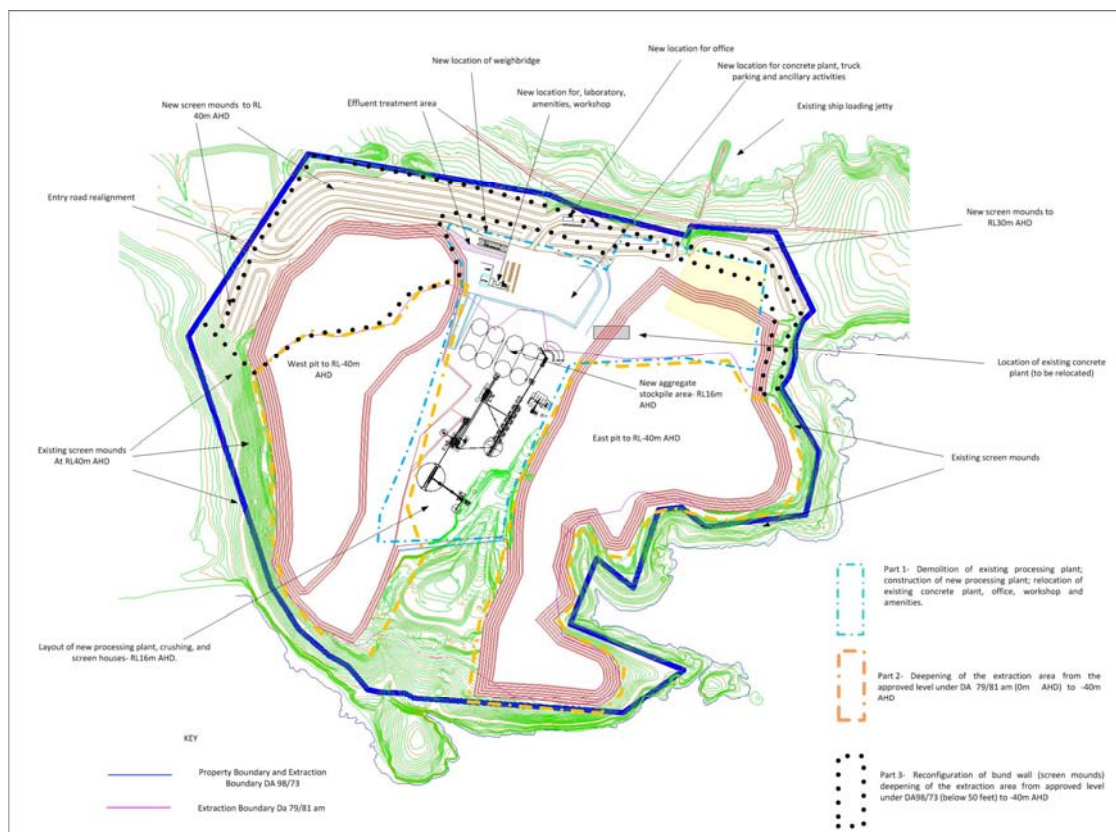 New location for office
New location of weighbridge
New location for concrete plant, truck
parking and ancillary activities
New location for, laboratory,
amenities, workshop
Effluent treatment area
Existing ship loading jetty
New screen mounds to RL
40m AHD
Entry road realignment
New screen mounds to
RL30m AHD
West pit to RL-40m
AHD
Location of existing concrete
plant (to be relocated)
New aggregate
stockpile area- RL16m
AHD
East pit to RL-40m AHD
Existing screen mounds
At RL40m AHD
Existing screen mounds
Layout of new processing plant, crushing, and
screen houses- RL16m AHD.
Part 1- Demolition of existing processing plant;
construction of new processing plant; relocation of
existing concrete plant, office, workshop and
amenities.
Part 2- Deepening of the extraction area from the
approved level under DA 79/81 am (0m AHD) to -40m
AHD
Part 3- Reconfiguration of bund wall (screen mounds)
deepening of the extraction area from approved level
under DA98/73 (below 50 feet) to -40m AHD
KEY
Property Boundary and Extraction
Boundary DA 98/73
Extraction Boundary Da 79/81 am